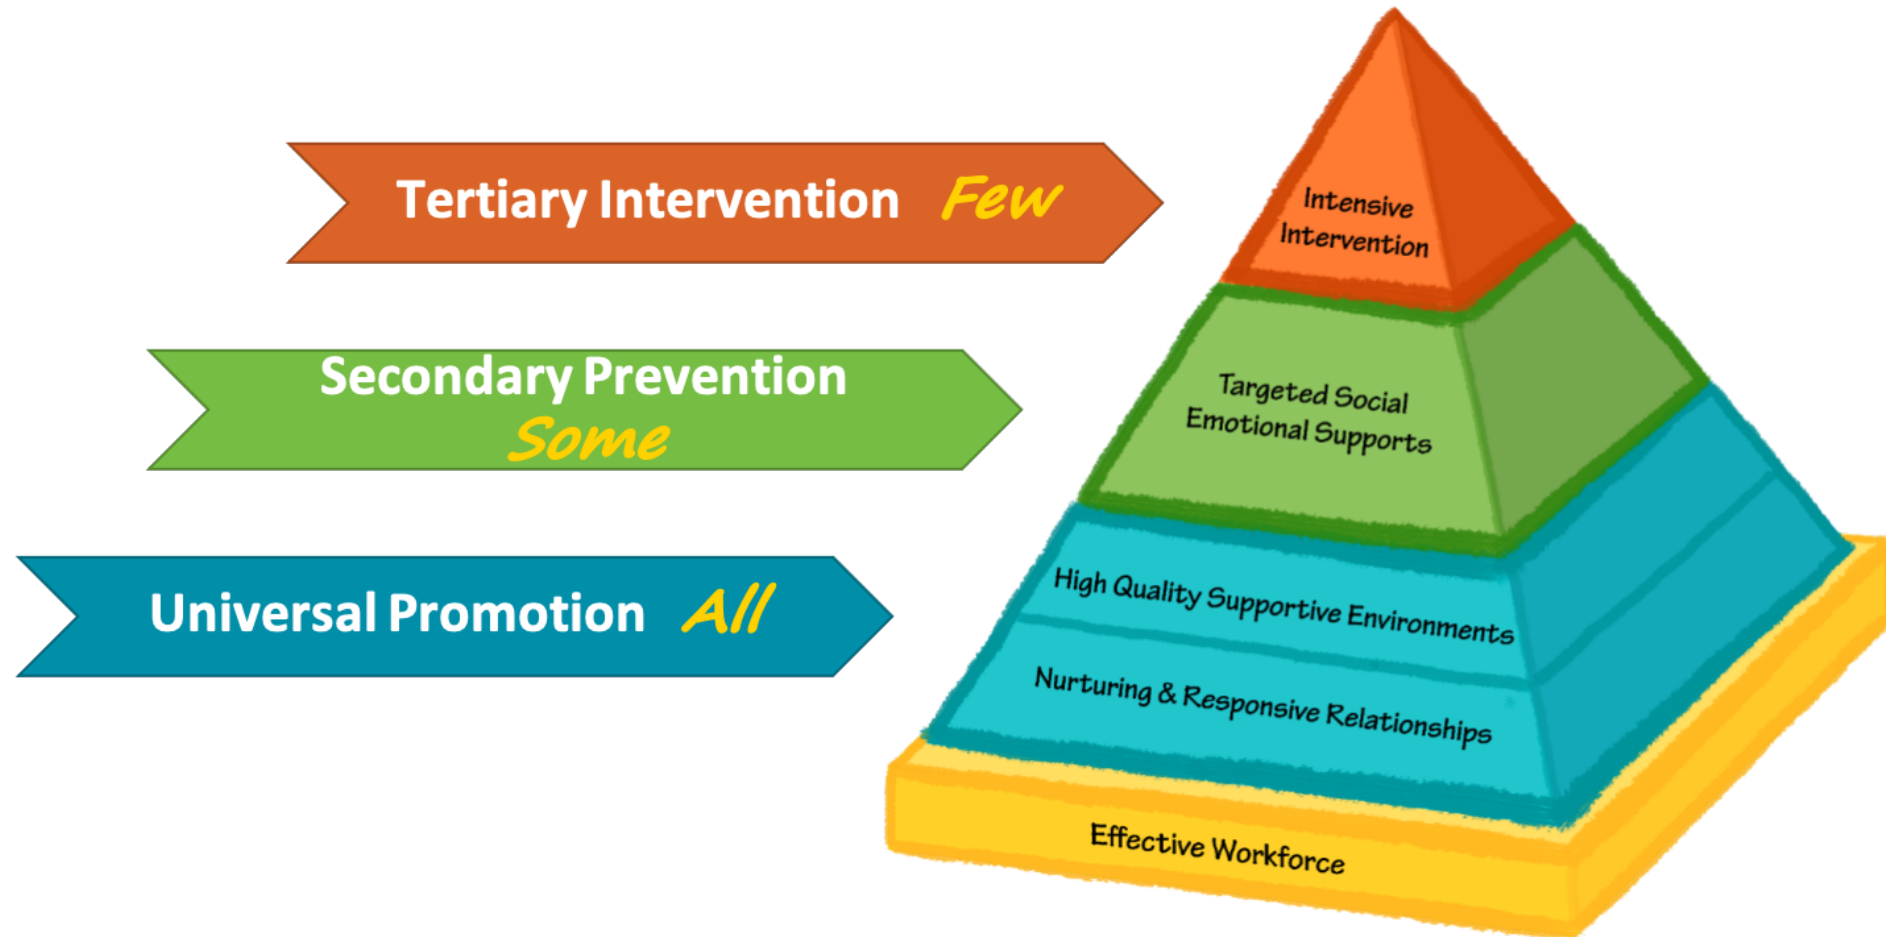 Tertiary Intervention Few
Secondary Prevention
Some
Universal Promotion All
Intensive
Intervention
Targeted Social
Emotional Supports
High Quality Supportive Environments
Nurturing & Responsive Relationships
Effective Workforce